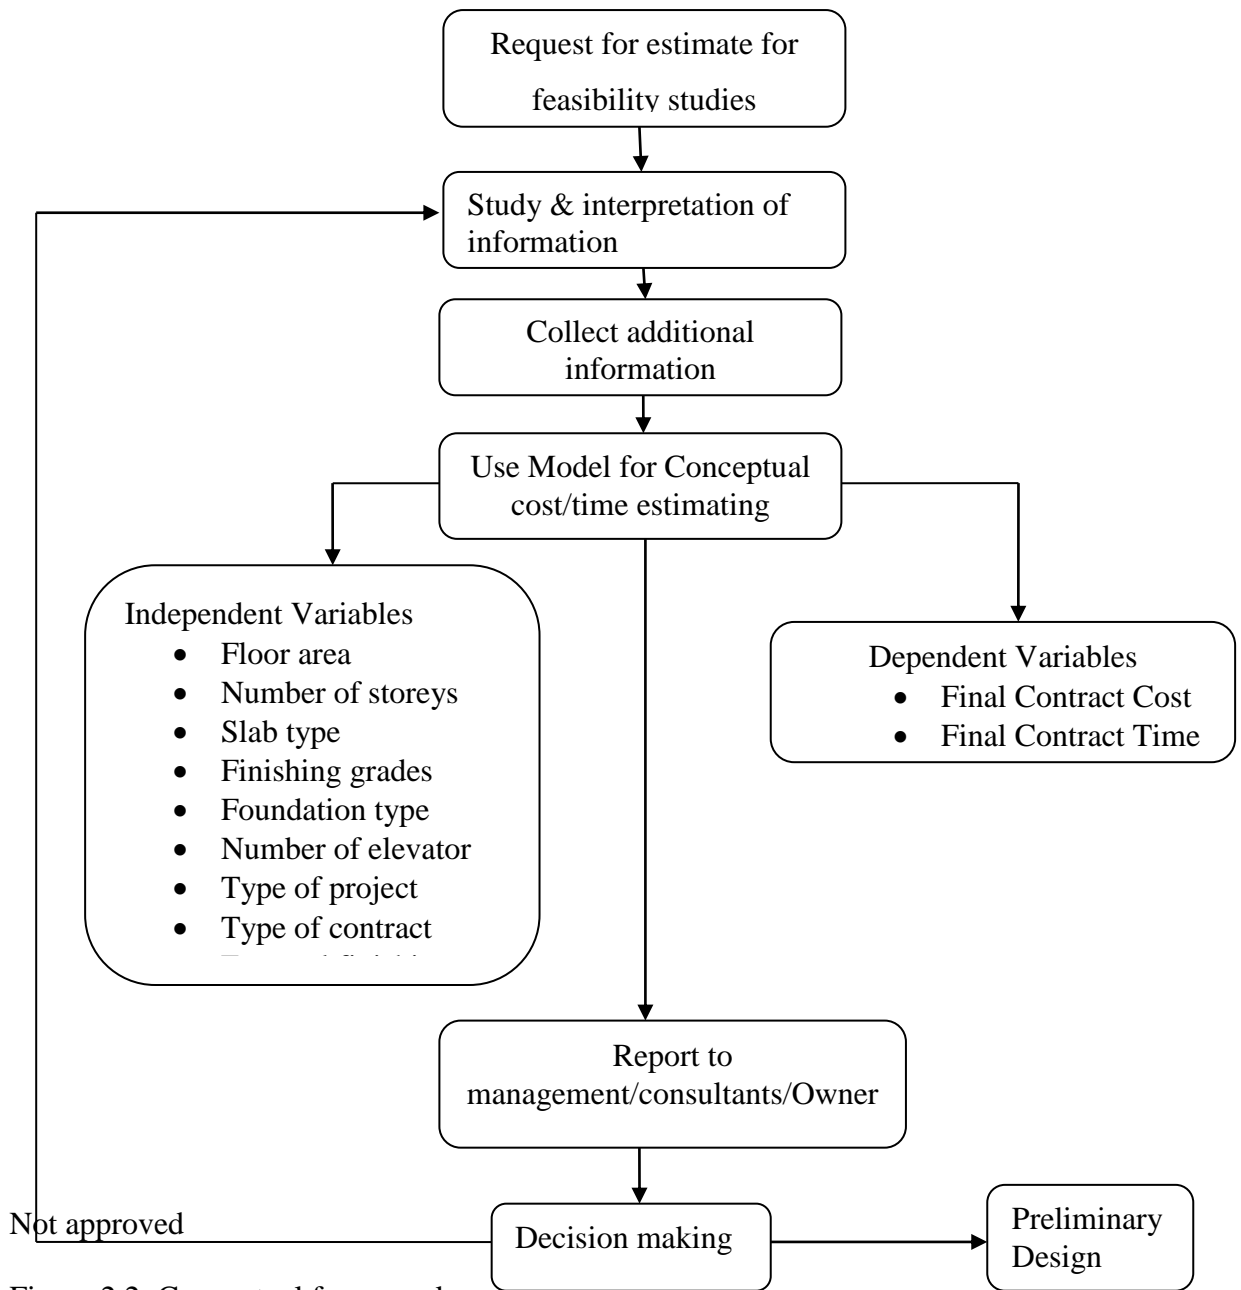 Request for estimate for
feasibility studies
Study & interpretation of
information
Collect additional
information
Use Model for Conceptual
cost/time estimating
Independent Variables
• Floor area
• Number of storeys
• Slab type
• Finishing grades
• Foundation type
• Number of elevator
• Type of project
• Type of contract
Dependent Variables
• Final Contract Cost
• Final Contract Time
Report to
management/consultants/Owner
Not approved
Decision making
Preliminary
Design
Figure 2.2: Conceptual